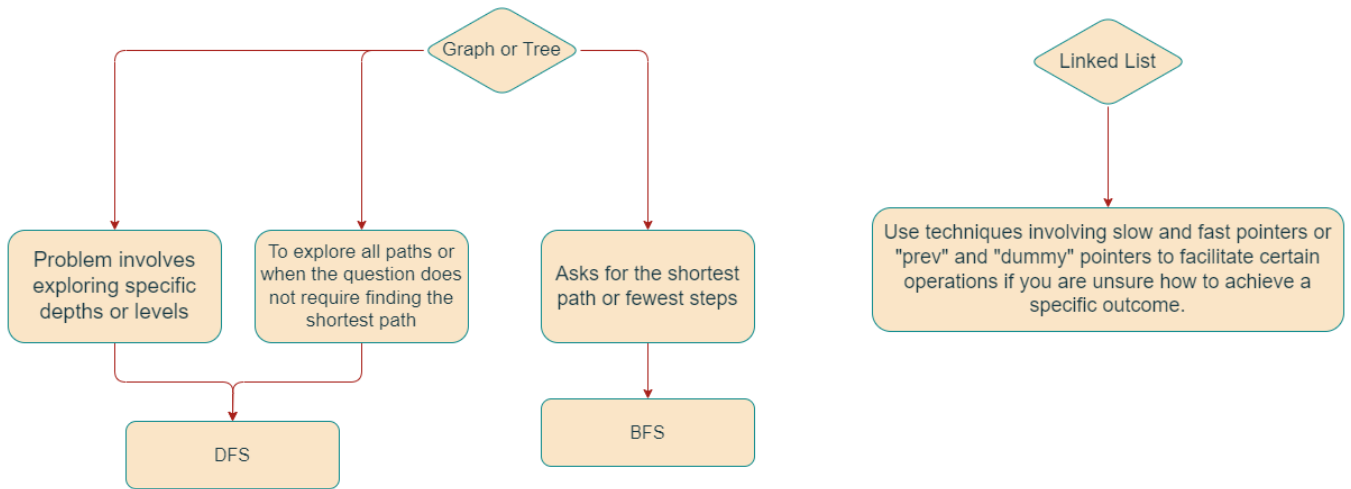 Graph or Tree
Linked List
Problem involves
exploring specific
depths or levels
To explore all paths or
when the question does
not require finding the
shortest path
Asks for the shortest
path or fewest steps
Use techniques involving slow and fast pointers or
"prev" and "dummy" pointers to facilitate certain
operations if you are unsure how to achieve a
specific outcome.
DFS
BFS